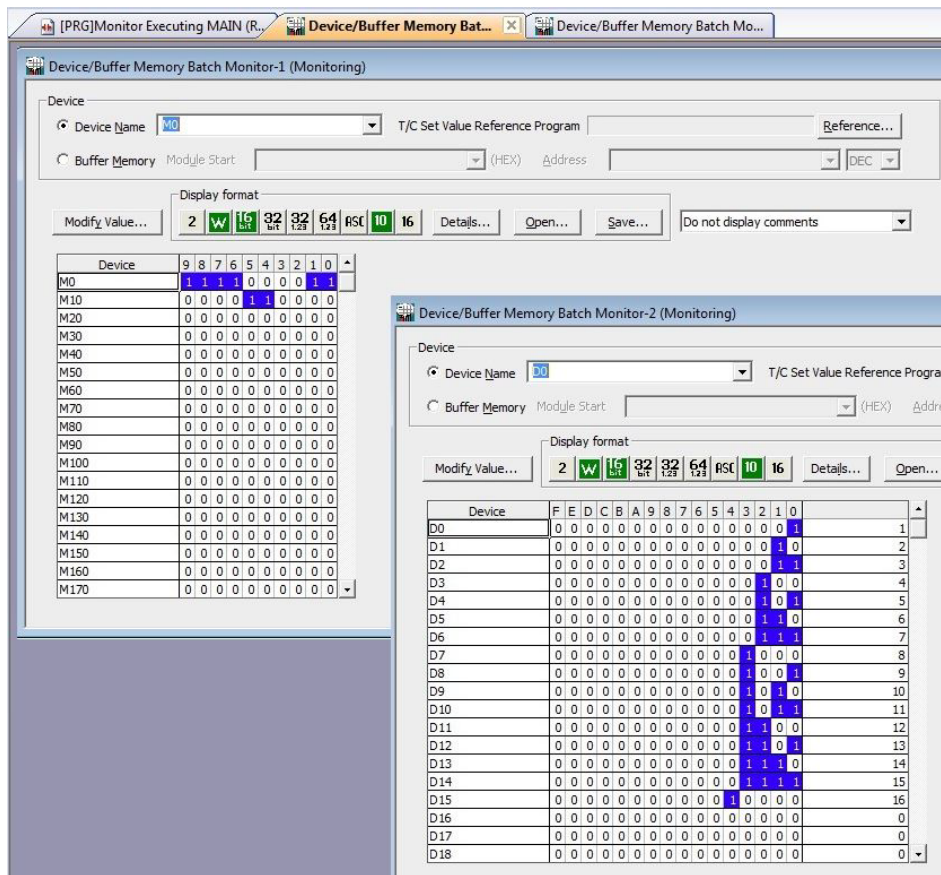 [PRG]Monitor Executing MAIN (R... Device/Buffer Memory Bat... Device/Buffer Memory Batch Mo...
Device/Buffer Memory Batch Monitor-1 (Monitoring)
Device
Device Name M0 T/C Set Value Reference Program Reference...
Buffer Memory Module Start (HEX) Address DEC
Display format
Modify Value... 2 W 16 bit 32 bit 32 1.23 64 1.23 ASC 10 16 Details... Open... Save... Do not display comments
Device 9 8 7 6 5 4 3 2 1 0
M0 1 1 1 1 0 0 0 0 1 1
M10 0 0 0 0 1 1 0 0 0 0
M20 0 0 0 0 0 0 0 0 0 0
M30 0 0 0 0 0 0 0 0 0 0
M40 0 0 0 0 0 0 0 0 0 0
M50 0 0 0 0 0 0 0 0 0 0
M60 0 0 0 0 0 0 0 0 0 0
M70 0 0 0 0 0 0 0 0 0 0
M80 0 0 0 0 0 0 0 0 0 0
M90 0 0 0 0 0 0 0 0 0 0
M100 0 0 0 0 0 0 0 0 0 0
M110 0 0 0 0 0 0 0 0 0 0
M120 0 0 0 0 0 0 0 0 0 0
M130 0 0 0 0 0 0 0 0 0 0
M140 0 0 0 0 0 0 0 0 0 0
M150 0 0 0 0 0 0 0 0 0 0
M160 0 0 0 0 0 0 0 0 0 0
M170 0 0 0 0 0 0 0 0 0 0
Device/Buffer Memory Batch Monitor-2 (Monitoring)
Device
Device Name D0 T/C Set Value Reference Progra
Buffer Memory Module Start (HEX) Addre
Display format
Modify Value... 2 W 16 bit 32 bit 32 1.23 64 1.23 ASC 10 16 Details... Open...
Device F E D C B A 9 8 7 6 5 4 3 2 1 0
D0 0 0 0 0 0 0 0 0 0 0 0 0 0 0 0 1 1
D1 0 0 0 0 0 0 0 0 0 0 0 0 0 0 1 0 2
D2 0 0 0 0 0 0 0 0 0 0 0 0 0 0 1 1 3
D3 0 0 0 0 0 0 0 0 0 0 0 0 0 1 0 0 4
D4 0 0 0 0 0 0 0 0 0 0 0 0 0 1 0 1 5
D5 0 0 0 0 0 0 0 0 0 0 0 0 0 1 1 0 6
D6 0 0 0 0 0 0 0 0 0 0 0 0 0 1 1 1 7
D7 0 0 0 0 0 0 0 0 0 0 0 0 1 0 0 0 8
D8 0 0 0 0 0 0 0 0 0 0 0 0 1 0 0 1 9
D9 0 0 0 0 0 0 0 0 0 0 0 0 1 0 1 0 10
D10 0 0 0 0 0 0 0 0 0 0 0 0 1 0 1 1 11
D11 0 0 0 0 0 0 0 0 0 0 0 0 1 1 0 0 12
D12 0 0 0 0 0 0 0 0 0 0 0 0 1 1 0 1 13
D13 0 0 0 0 0 0 0 0 0 0 0 0 1 1 1 0 14
D14 0 0 0 0 0 0 0 0 0 0 0 0 1 1 1 1 15
D15 0 0 0 0 0 0 0 0 0 0 0 1 0 0 0 0 16
D16 0 0 0 0 0 0 0 0 0 0 0 0 0 0 0 0 0
D17 0 0 0 0 0 0 0 0 0 0 0 0 0 0 0 0 0
D18 0 0 0 0 0 0 0 0 0 0 0 0 0 0 0 0 0